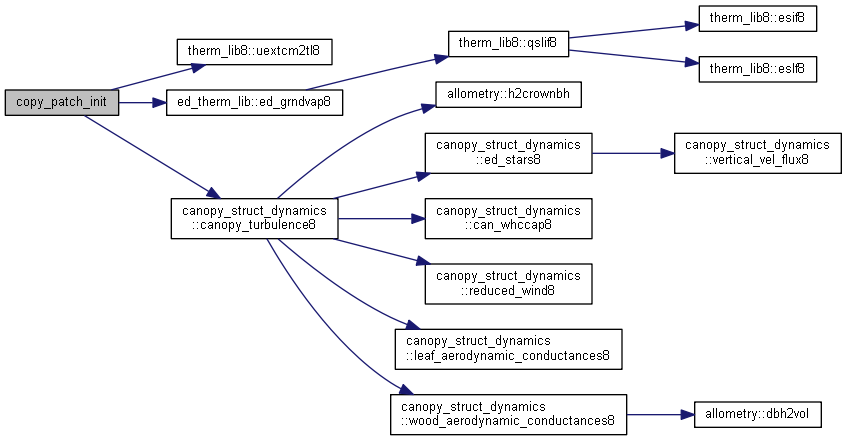 copy_patch_init
therm_lib8::uextcm2tl8
ed_therm_lib::ed_grndvap8
canopy_struct_dynamics
::canopy_turbulence8
therm_lib8::qslif8
therm_lib8::esif8
therm_lib8::eslf8
allometry::h2crownbh
canopy_struct_dynamics
::ed_stars8
canopy_struct_dynamics
::vertical_vel_flux8
canopy_struct_dynamics
::can_whccap8
canopy_struct_dynamics
::reduced_wind8
canopy_struct_dynamics
::leaf_aerodynamic_conductances8
canopy_struct_dynamics
::wood_aerodynamic_conductances8
allometry::dbh2vol